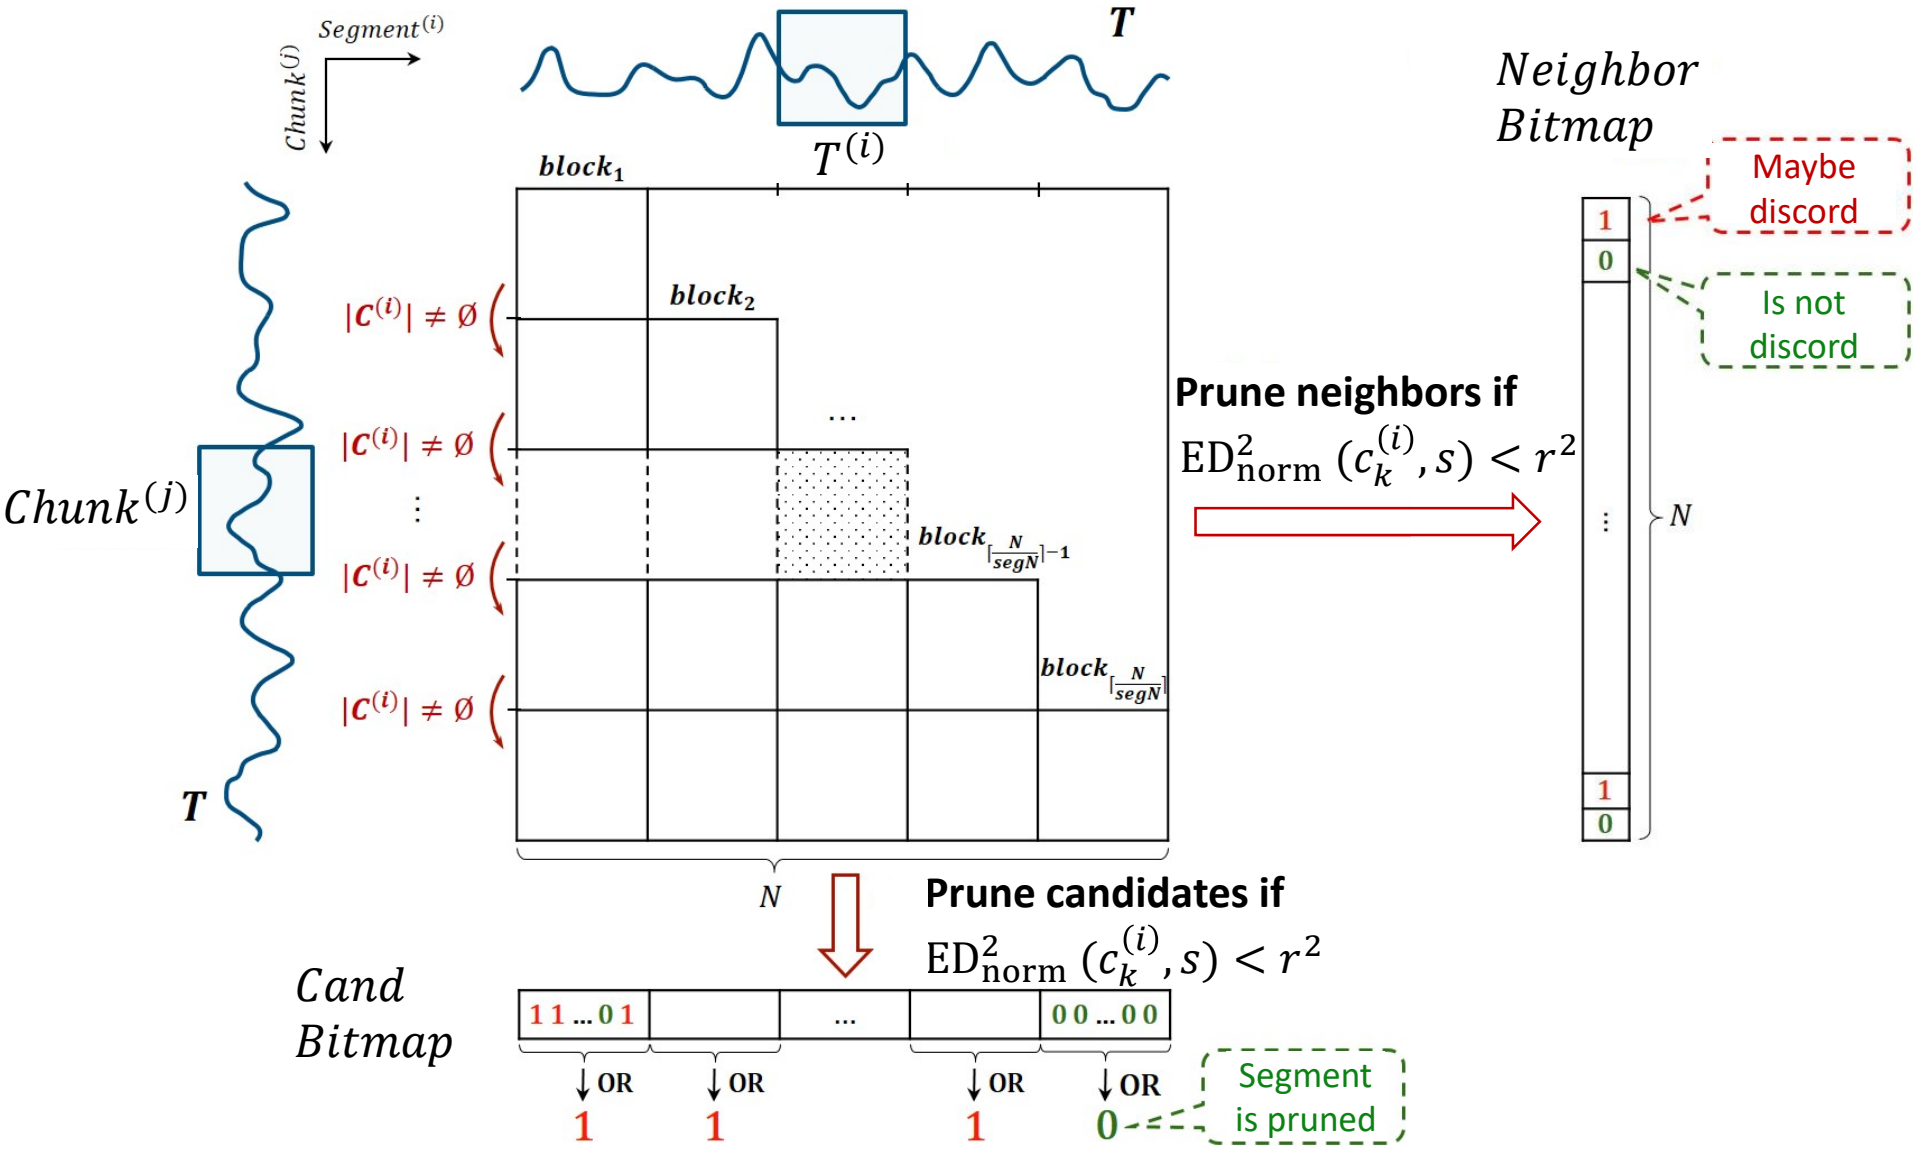 Segment⁽ⁱ⁾
Chunk⁽ʲ⁾
T
T⁽ⁱ⁾
Neighbor
Bitmap
Maybe
discord
Is not
discord
1
0
⋮
1
0
N
block₁
block₂
...
block_{⌈N/segN⌉−1}
block_{⌈N/segN⌉}
|C⁽ⁱ⁾| ≠ Ø
|C⁽ⁱ⁾| ≠ Ø
⋮
|C⁽ⁱ⁾| ≠ Ø
|C⁽ⁱ⁾| ≠ Ø
Chunk⁽ʲ⁾
T
Prune neighbors if
ED²_norm (c_k^{(i)}, s) < r²
N
Prune candidates if
ED²_norm (c_k^{(i)}, s) < r²
Cand
Bitmap
1 1 ... 0 1
...
0 0 ... 0 0
↓ OR ↓ OR ↓ OR ↓ OR
1 1 1 0
Segment
is pruned